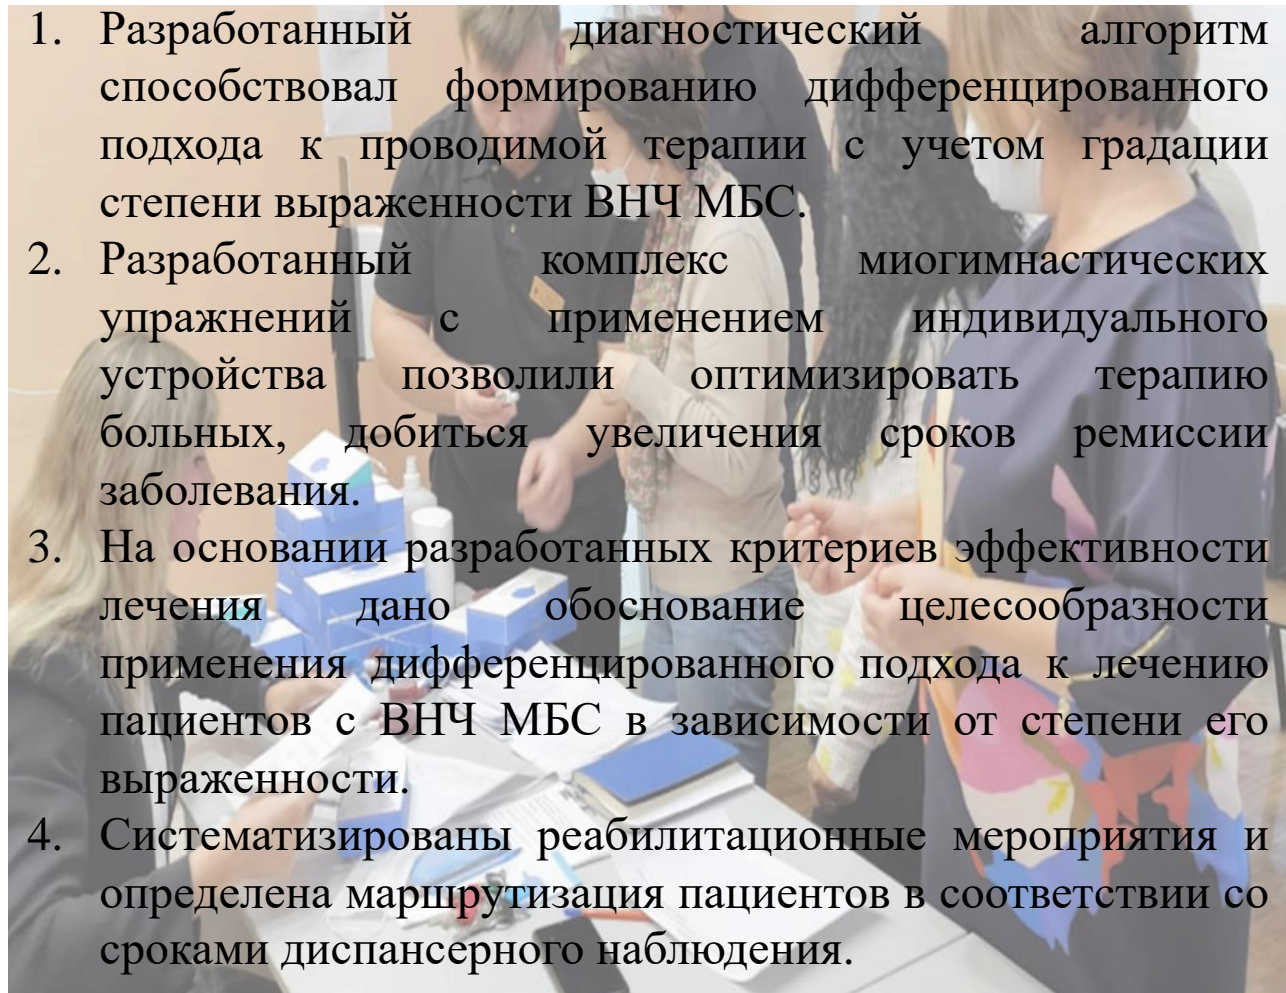 1. Разработанный диагностический алгоритм
способствовал формированию дифференцированного
подхода к проводимой терапии с учетом градации
степени выраженности ВНЧ МБС.
2. Разработанный комплекс миогимнастических
упражнений с применением индивидуального
устройства позволили оптимизировать терапию
больных, добиться увеличения сроков ремиссии
заболевания.
3. На основании разработанных критериев эффективности
лечения дано обоснование целесообразности
применения дифференцированного подхода к лечению
пациентов с ВНЧ МБС в зависимости от степени его
выраженности.
4. Систематизированы реабилитационные мероприятия и
определена маршрутизация пациентов в соответствии со
сроками диспансерного наблюдения.